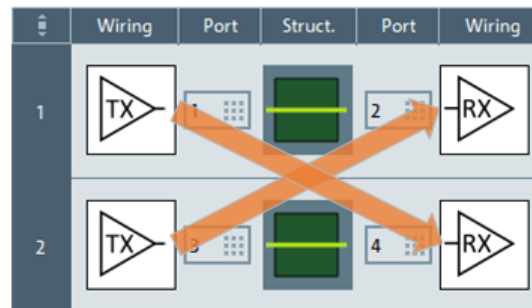 Wiring Port Struct. Port Wiring
1 TX 1 2 RX
2 TX 3 4 RX